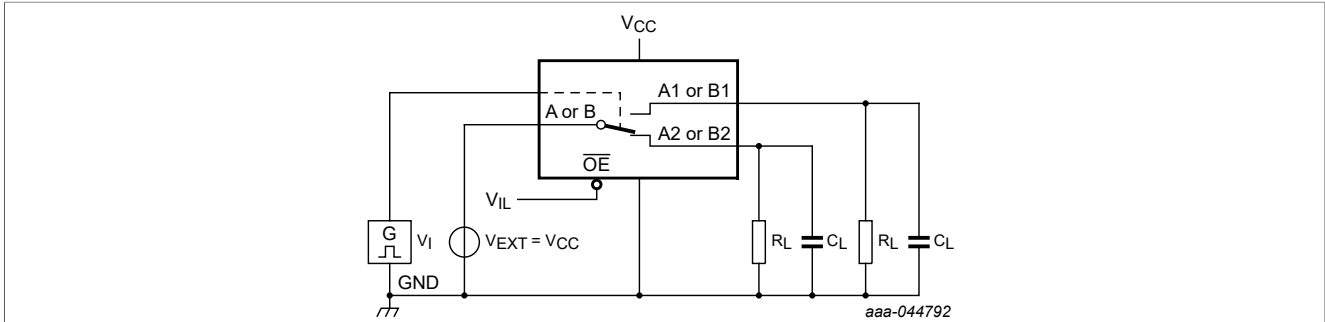 VCC
A1 or B1
A or B
A2 or B2
OE
VIL
G
VI
VEXT = VCC
RL
CL
RL
CL
GND
aaa-044792